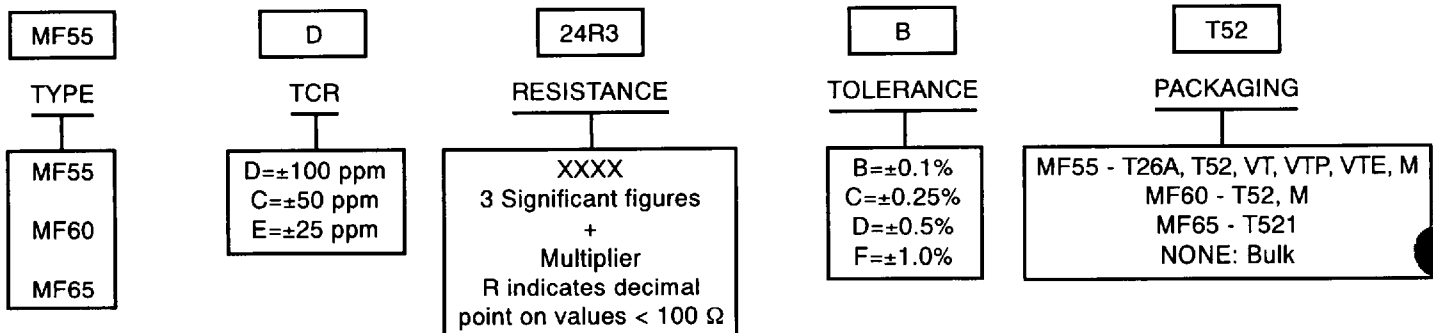 MF55
D
24R3
B
T52
TYPE
TCR
RESISTANCE
TOLERANCE
PACKAGING
MF55
MF60
MF65
D=±100 ppm
C=±50 ppm
E=±25 ppm
XXXX
3 Significant figures
+
Multiplier
R indicates decimal
point on values < 100 Ω
B=±0.1%
C=±0.25%
D=±0.5%
F=±1.0%
MF55 - T26A, T52, VT, VTP, VTE, M
MF60 - T52, M
MF65 - T521
NONE: Bulk